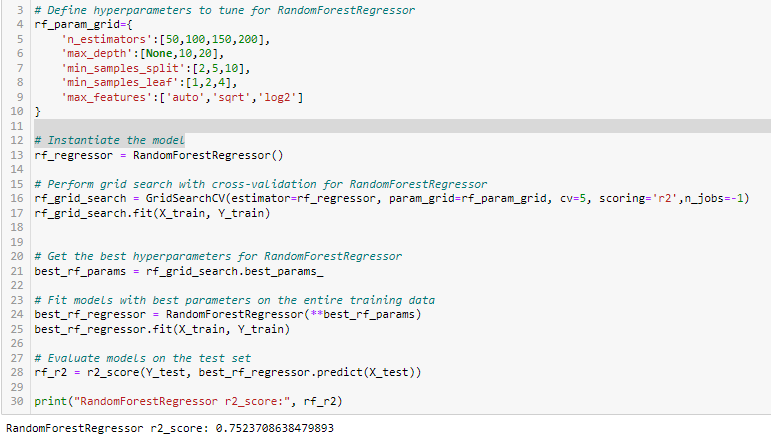 3 # Define hyperparameters to tune for RandomForestRegressor
4 rf_param_grid={
5     'n_estimators':[50,100,150,200],
6     'max_depth':[None,10,20],
7     'min_samples_split':[2,5,10],
8     'min_samples_leaf':[1,2,4],
9     'max_features':['auto','sqrt','log2']
10 }
11
12 # Instantiate the model
13 rf_regressor = RandomForestRegressor()
14
15 # Perform grid search with cross-validation for RandomForestRegressor
16 rf_grid_search = GridSearchCV(estimator=rf_regressor, param_grid=rf_param_grid, cv=5, scoring='r2',n_jobs=-1)
17 rf_grid_search.fit(X_train, Y_train)
18
19
20 # Get the best hyperparameters for RandomForestRegressor
21 best_rf_params = rf_grid_search.best_params_
22
23 # Fit models with best parameters on the entire training data
24 best_rf_regressor = RandomForestRegressor(**best_rf_params)
25 best_rf_regressor.fit(X_train, Y_train)
26
27 # Evaluate models on the test set
28 rf_r2 = r2_score(Y_test, best_rf_regressor.predict(X_test))
29
30 print("RandomForestRegressor r2_score:", rf_r2)
RandomForestRegressor r2_score: 0.7523708638479893